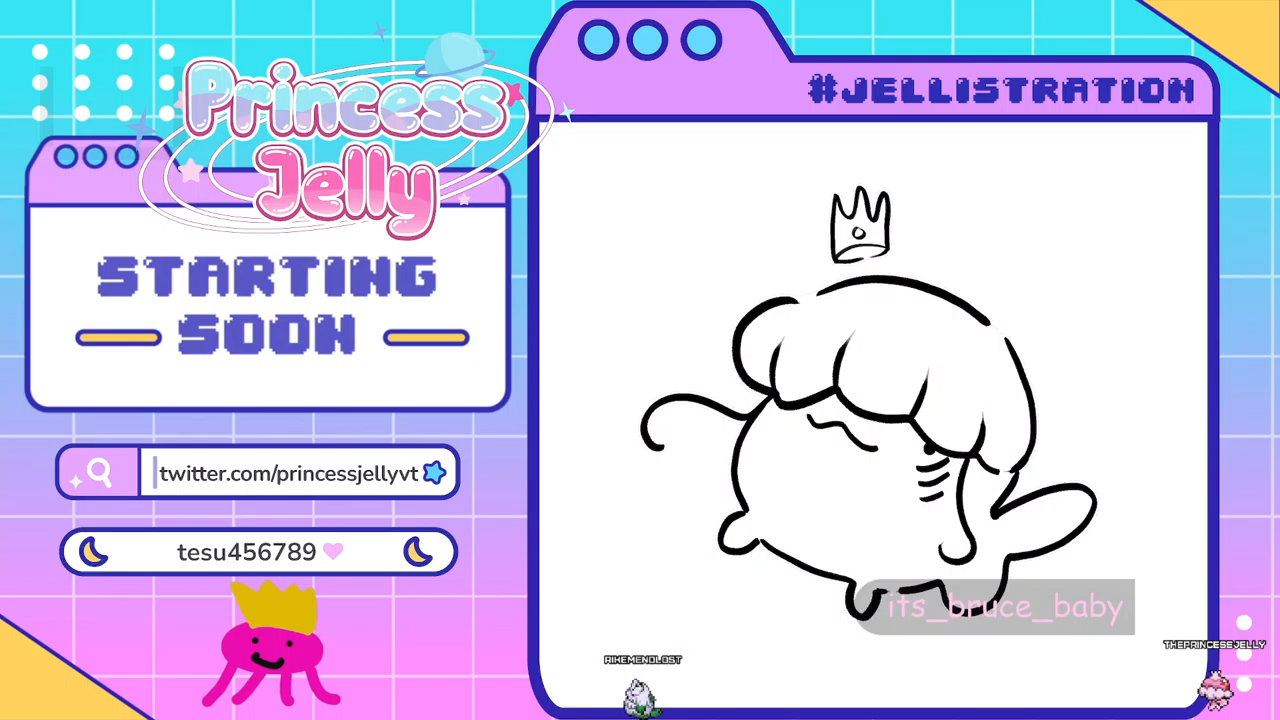 Princess
Jelly
#JELLISTRATION
STARTING
SOON
twitter.com/princessjellyvt
tesu456789
its_bruce_baby
AIKEMENOLOST
THEPRINCESSJELLY